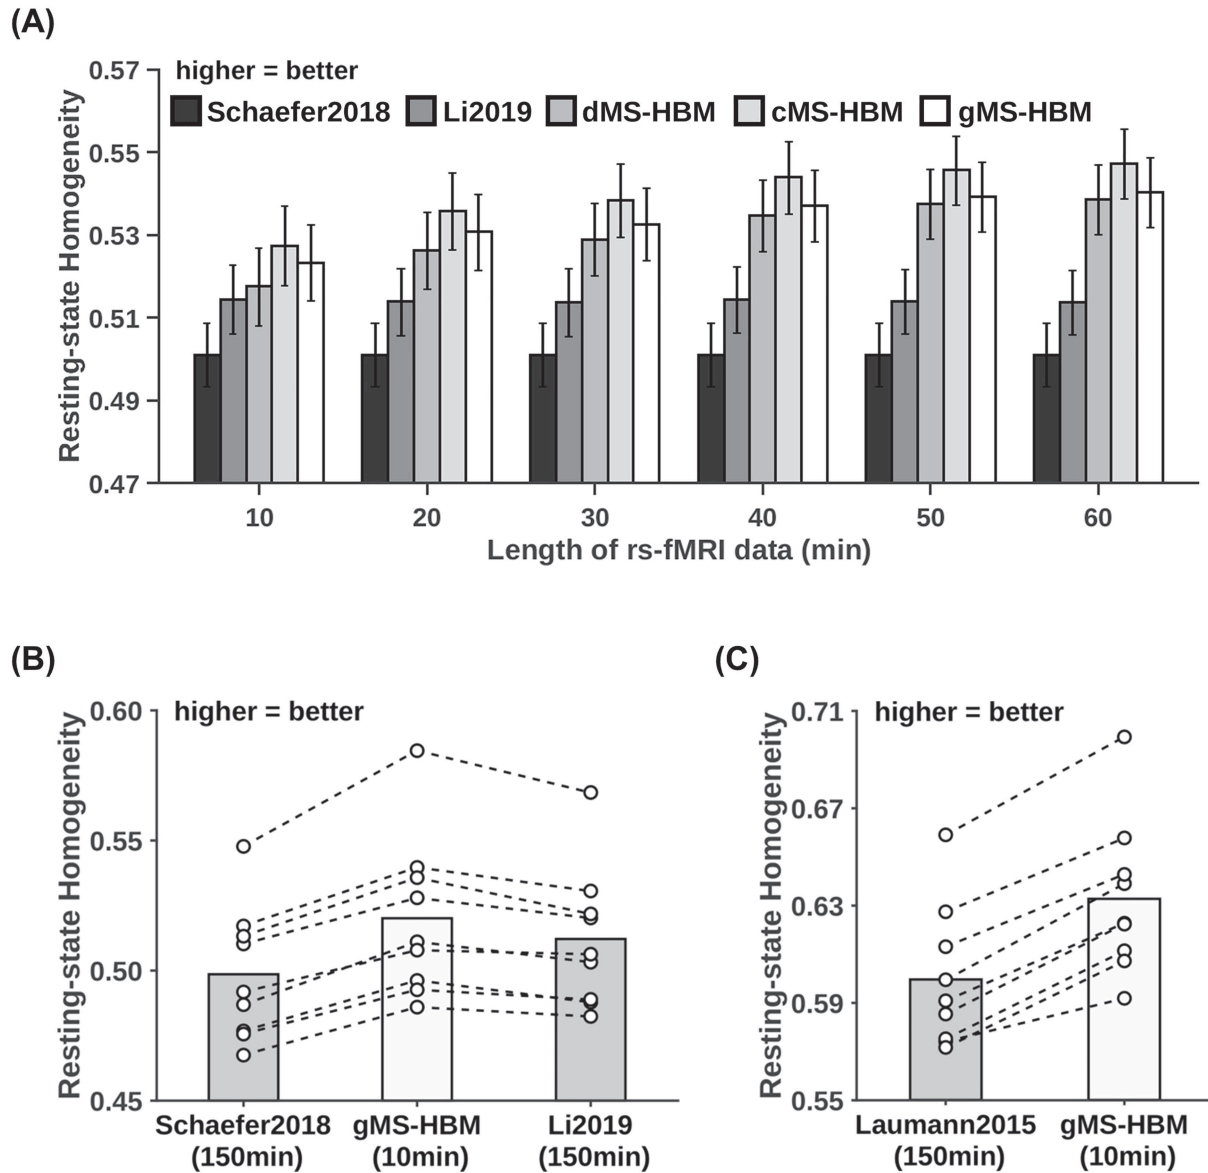 (A)
higher = better
Schaefer2018 Li2019 dMS-HBM cMS-HBM gMS-HBM
Resting-state Homogeneity
0.57
0.55
0.53
0.51
0.49
0.47
10 20 30 40 50 60
Length of rs-fMRI data (min)
(B)
higher = better
Resting-state Homogeneity
0.60
0.55
0.50
0.45
Schaefer2018 gMS-HBM Li2019
(150min) (10min) (150min)
(C)
higher = better
Resting-state Homogeneity
0.71
0.67
0.63
0.59
0.55
Laumann2015 gMS-HBM
(150min) (10min)